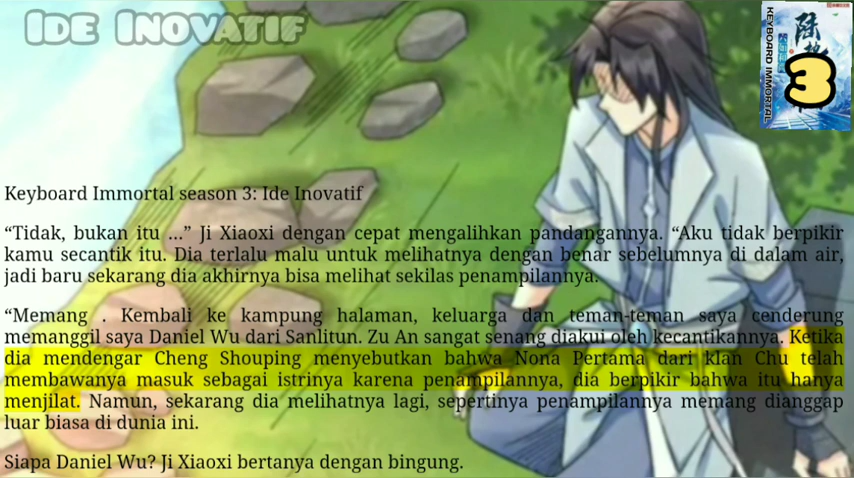 Ide Inovatif
KEYBOARD IMMORTAL
3
Keyboard Immortal season 3: Ide Inovatif
“Tidak, bukan itu ...” Ji Xiaoxi dengan cepat mengalihkan pandangannya. “Aku tidak berpikir
kamu secantik itu. Dia terlalu malu untuk melihatnya dengan benar sebelumnya di dalam air,
jadi baru sekarang dia akhirnya bisa melihat sekilas penampilannya.
“Memang . Kembali ke kampung halaman, keluarga dan teman-teman saya cenderung
memanggil saya Daniel Wu dari Sanlitun. Zu An sangat senang diakui oleh kecantikannya. Ketika
dia mendengar Cheng Shouping menyebutkan bahwa Nona Pertama dari klan Chu telah
membawanya masuk sebagai istrinya karena penampilannya, dia berpikir bahwa itu hanya
menjilat. Namun, sekarang dia melihatnya lagi, sepertinya penampilannya memang dianggap
luar biasa di dunia ini.
Siapa Daniel Wu? Ji Xiaoxi bertanya dengan bingung.